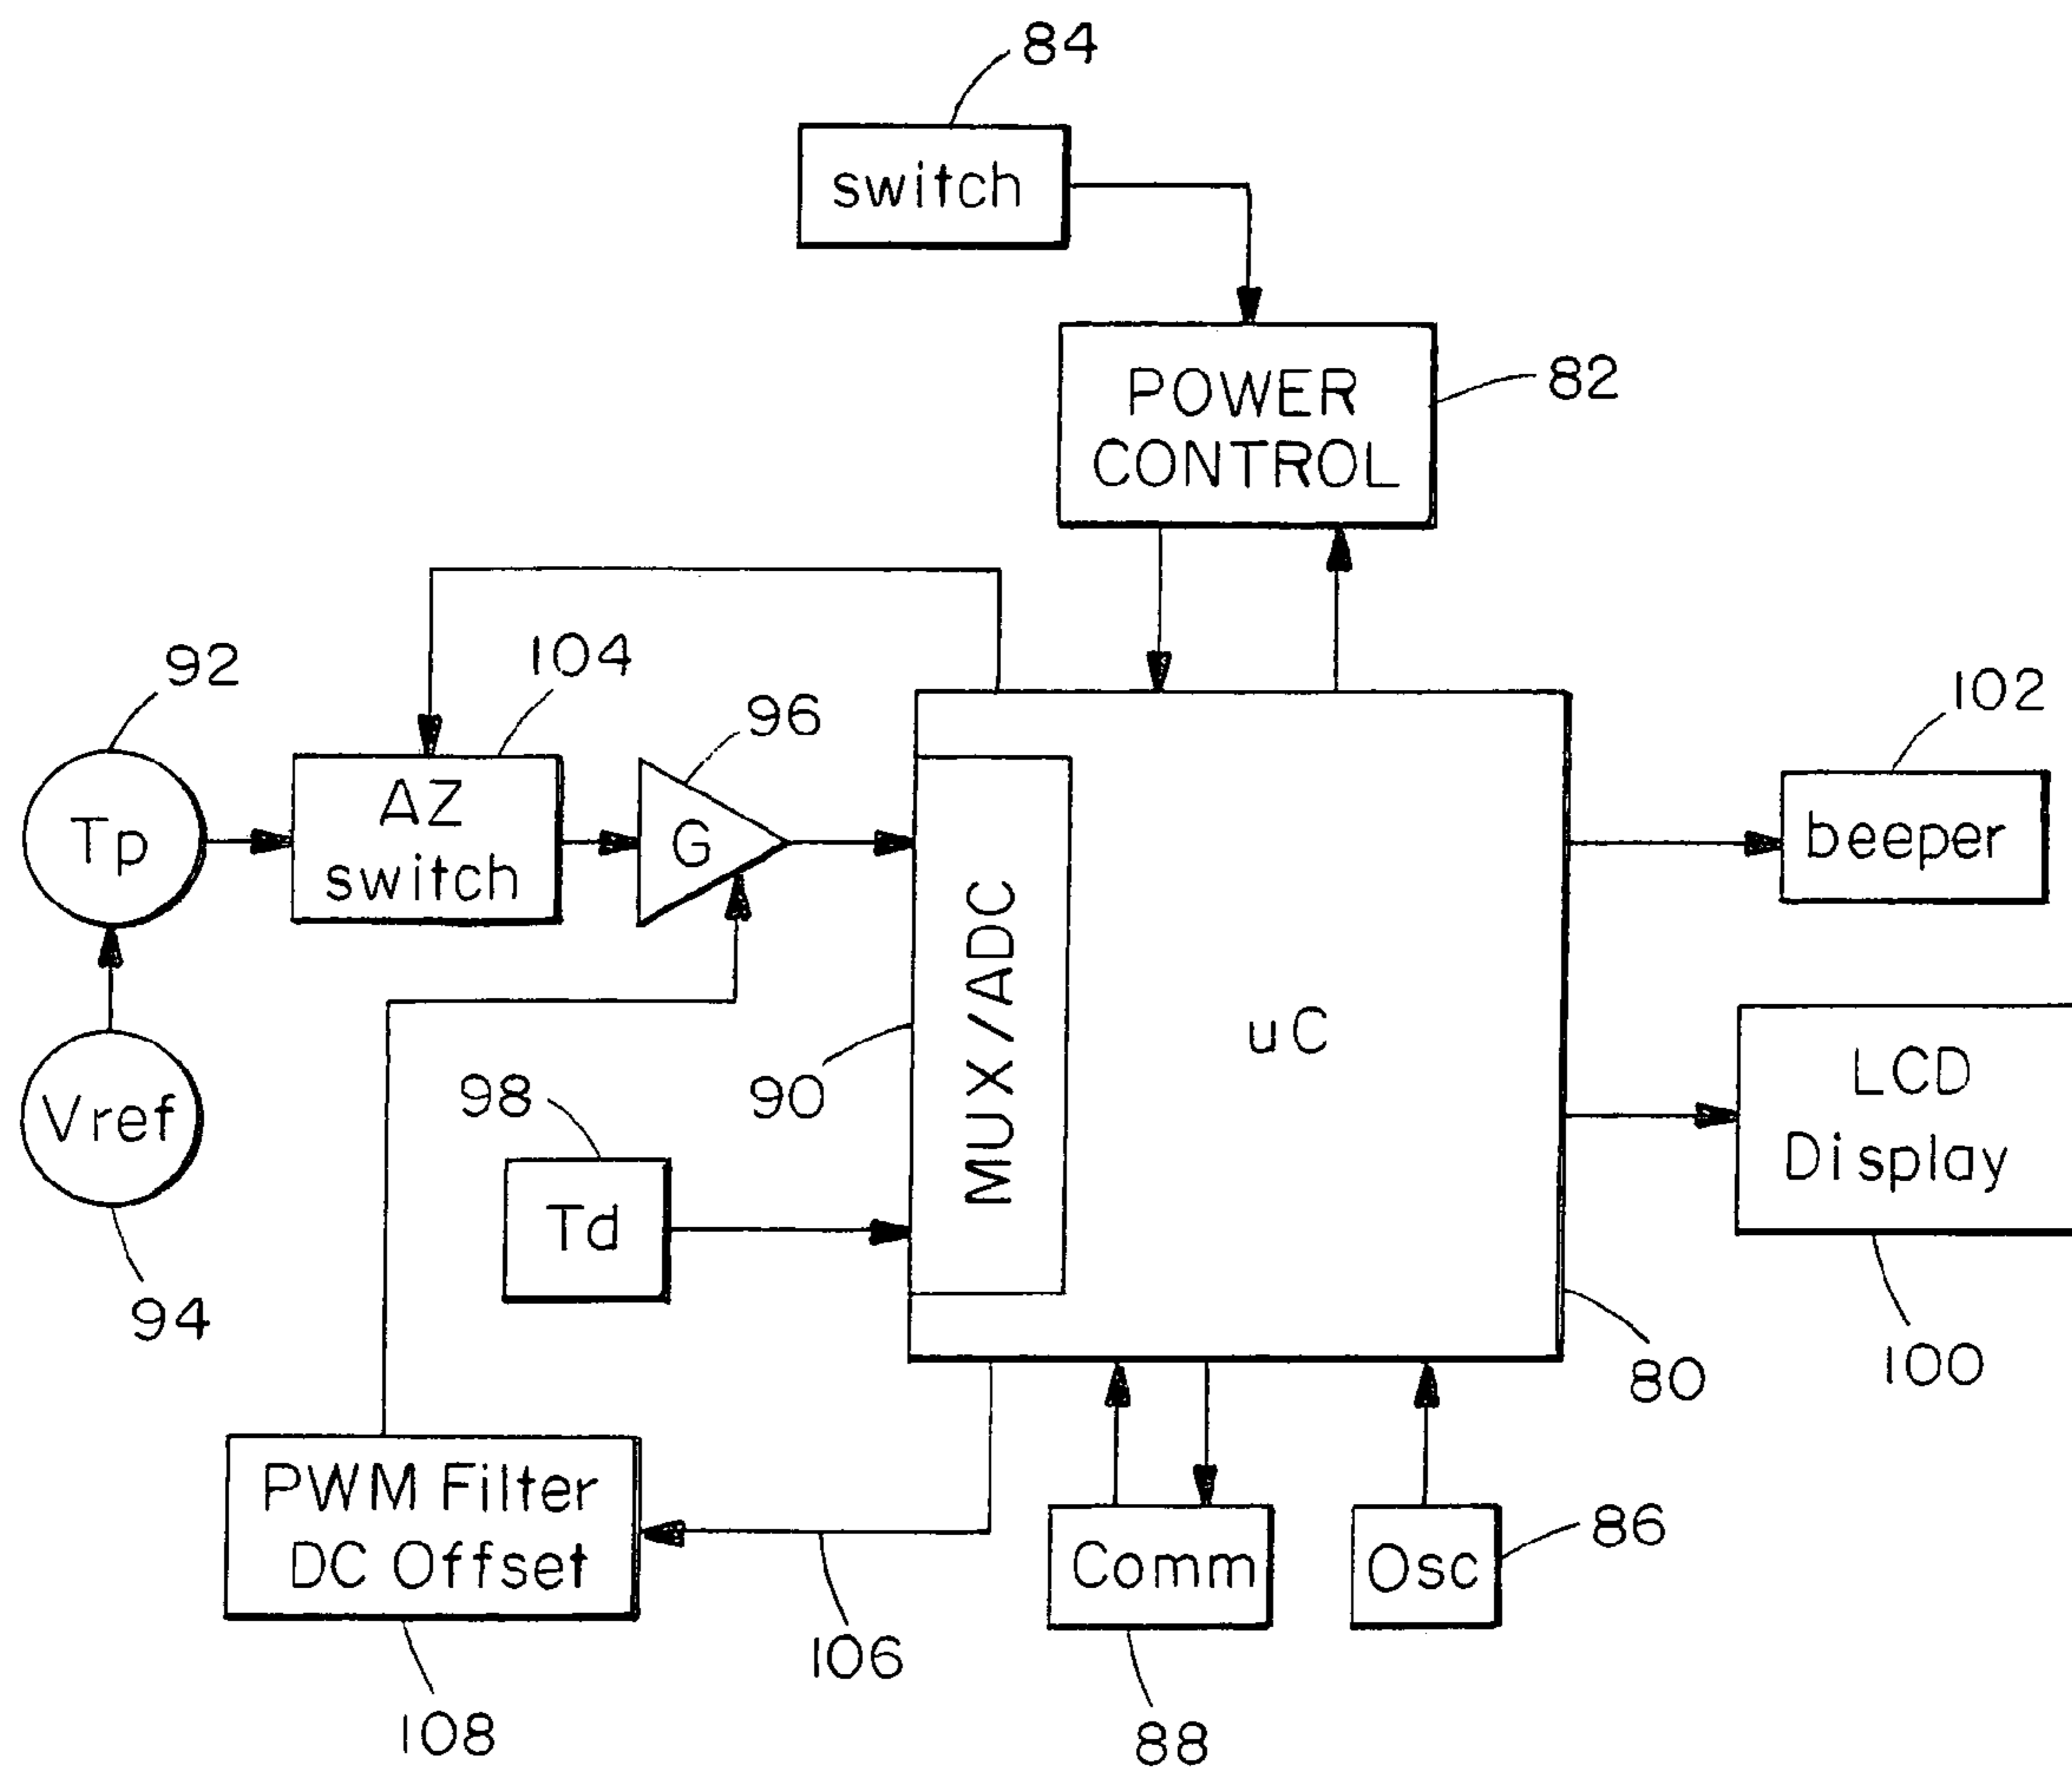 84
switch
POWER
CONTROL
82
92
104
96
102
Tp
AZ
switch
G
beeper
MUX/ADC
uC
Vref
98
90
LCD
Display
Td
94
80
100
PWM Filter
DC Offset
Comm
Osc
86
106
108
88